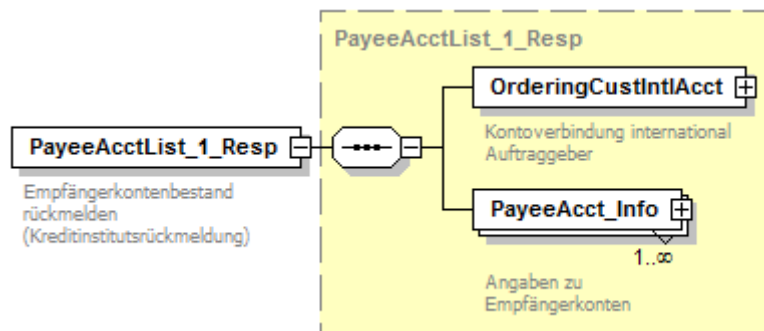 PayeeAcctList_1_Resp
OrderingCustIntlAcct
Kontoverbindung international
Auftraggeber
PayeeAcctList_1_Resp
Empfängerkontenbestand
rückmelden
(Kreditinstitutsrückmeldung)
PayeeAcct_Info
1..∞
Angaben zu
Empfängerkonten